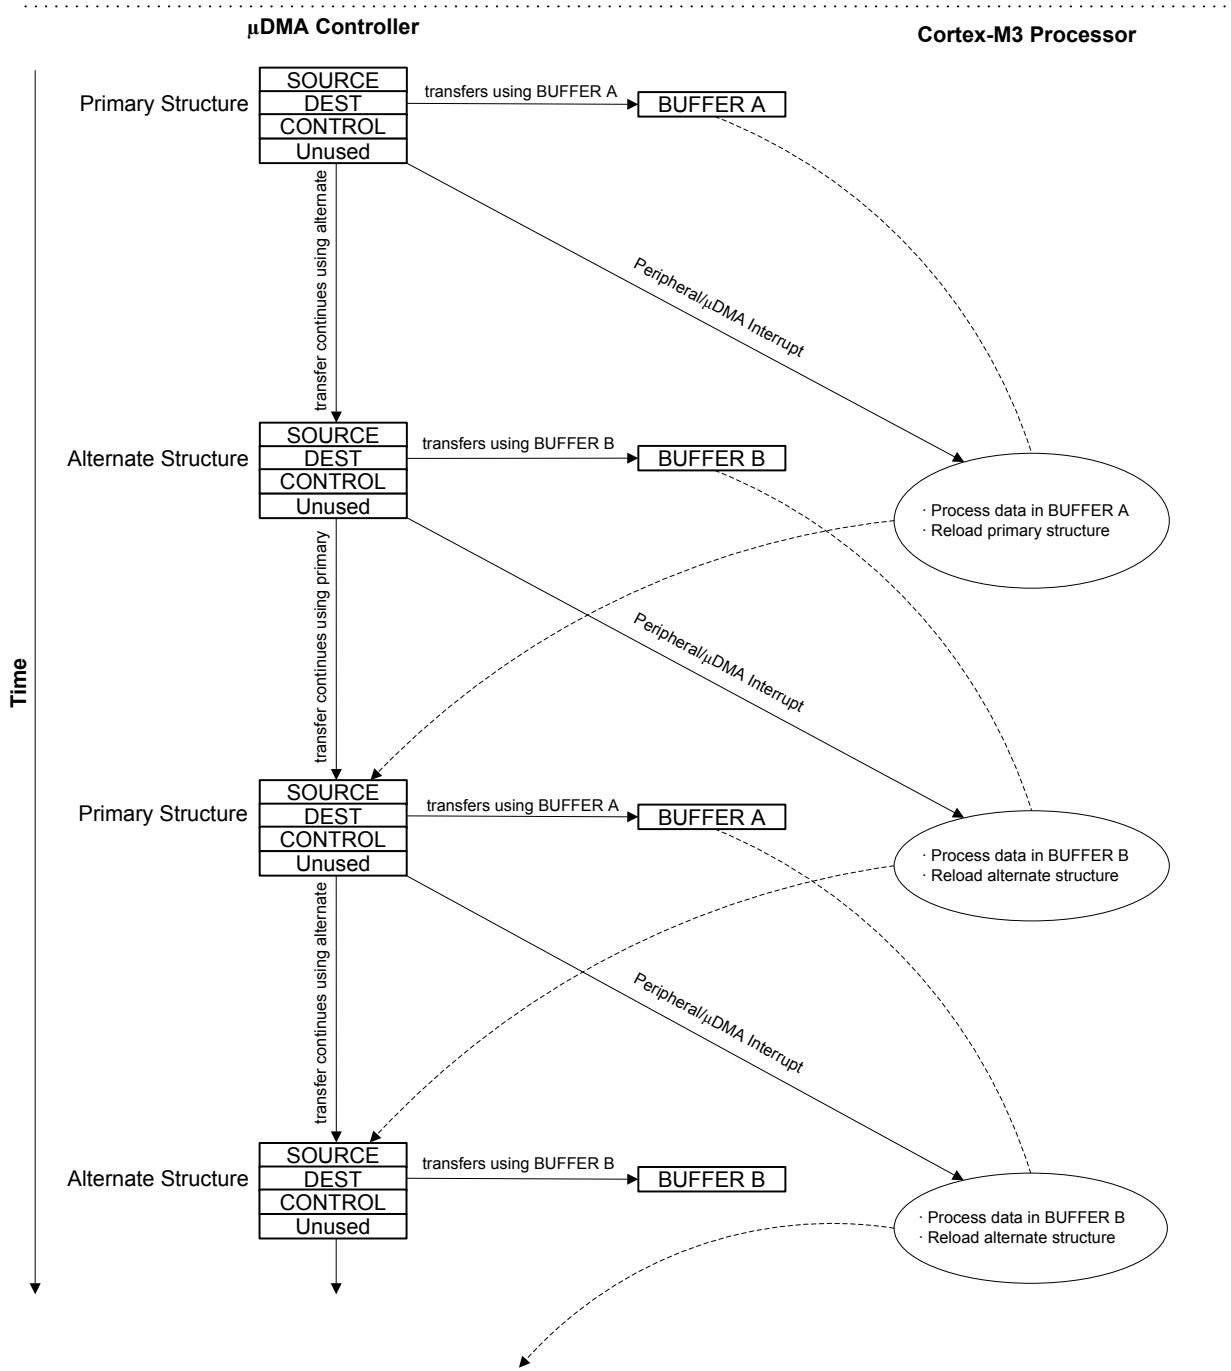 μDMA Controller
Cortex-M3 Processor
Time
Primary Structure
SOURCE
DEST
CONTROL
Unused
transfers using BUFFER A
BUFFER A
transfer continues using alternate
Peripheral/μDMA Interrupt
Alternate Structure
SOURCE
DEST
CONTROL
Unused
transfers using BUFFER B
BUFFER B
· Process data in BUFFER A
· Reload primary structure
transfer continues using primary
Peripheral/μDMA Interrupt
Primary Structure
SOURCE
DEST
CONTROL
Unused
transfers using BUFFER A
BUFFER A
· Process data in BUFFER B
· Reload alternate structure
transfer continues using alternate
Peripheral/μDMA Interrupt
Alternate Structure
SOURCE
DEST
CONTROL
Unused
transfers using BUFFER B
BUFFER B
· Process data in BUFFER B
· Reload alternate structure